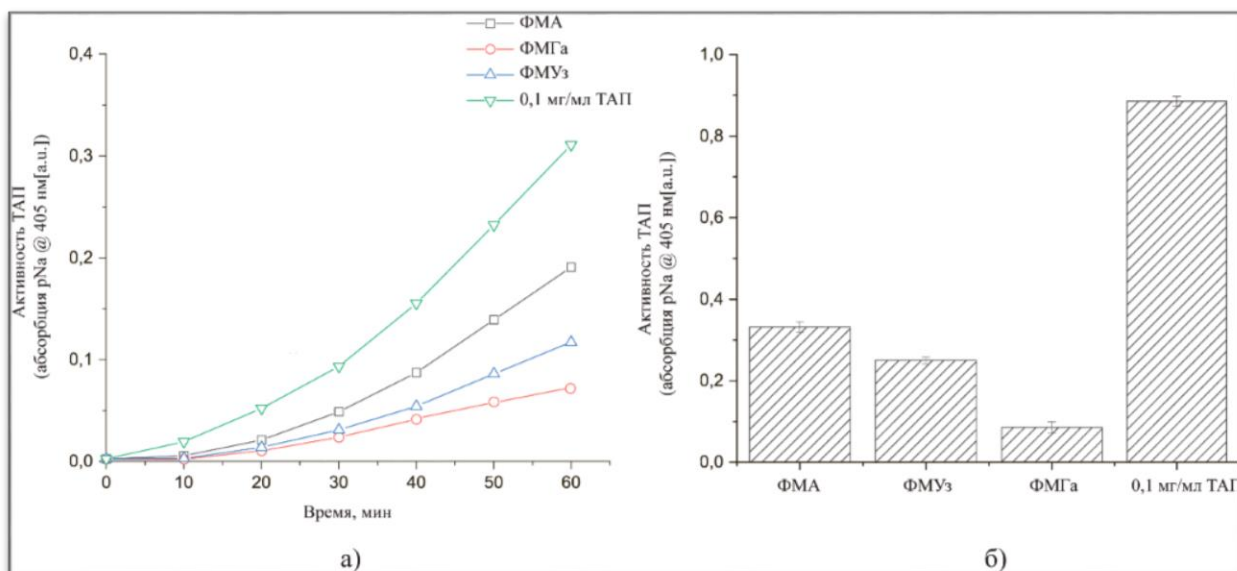 ФМА
ФМГа
ФМУз
0,1 мг/мл ТАП
0,4
0,3
0,2
0,1
0,0
Активность ТАП
(абсорбция pNa @ 405 нм[a.u.]
0 10 20 30 40 50 60
Время, мин
а)
1,0
0,8
0,6
0,4
0,2
0,0
Активность ТАП
(абсорбция pNa @ 405 нм[a.u.]
ФМА ФМУз ФМГа 0,1 мг/мл ТАП
б)